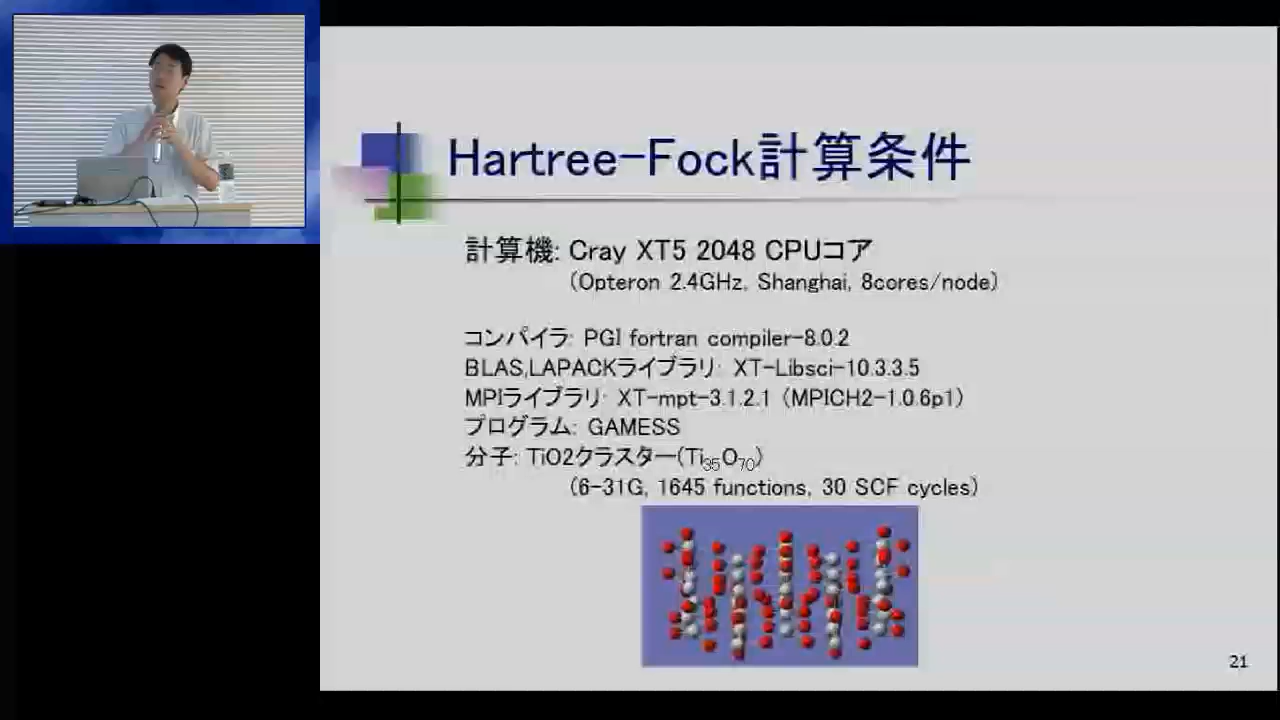 Hartree-Fock計算条件
計算機: Cray XT5 2048 CPUコア
(Opteron 2.4GHz, Shanghai, 8cores/node)
コンパイラ: PGI fortran compiler-8.0.2
BLAS,LAPACKライブラリ: XT-Libsci-10.3.3.5
MPIライブラリ: XT-mpt-3.1.2.1 (MPICH2-1.0.6p1)
プログラム: GAMESS
分子: TiO2クラスター(Ti35O70)
(6-31G, 1645 functions, 30 SCF cycles)
21